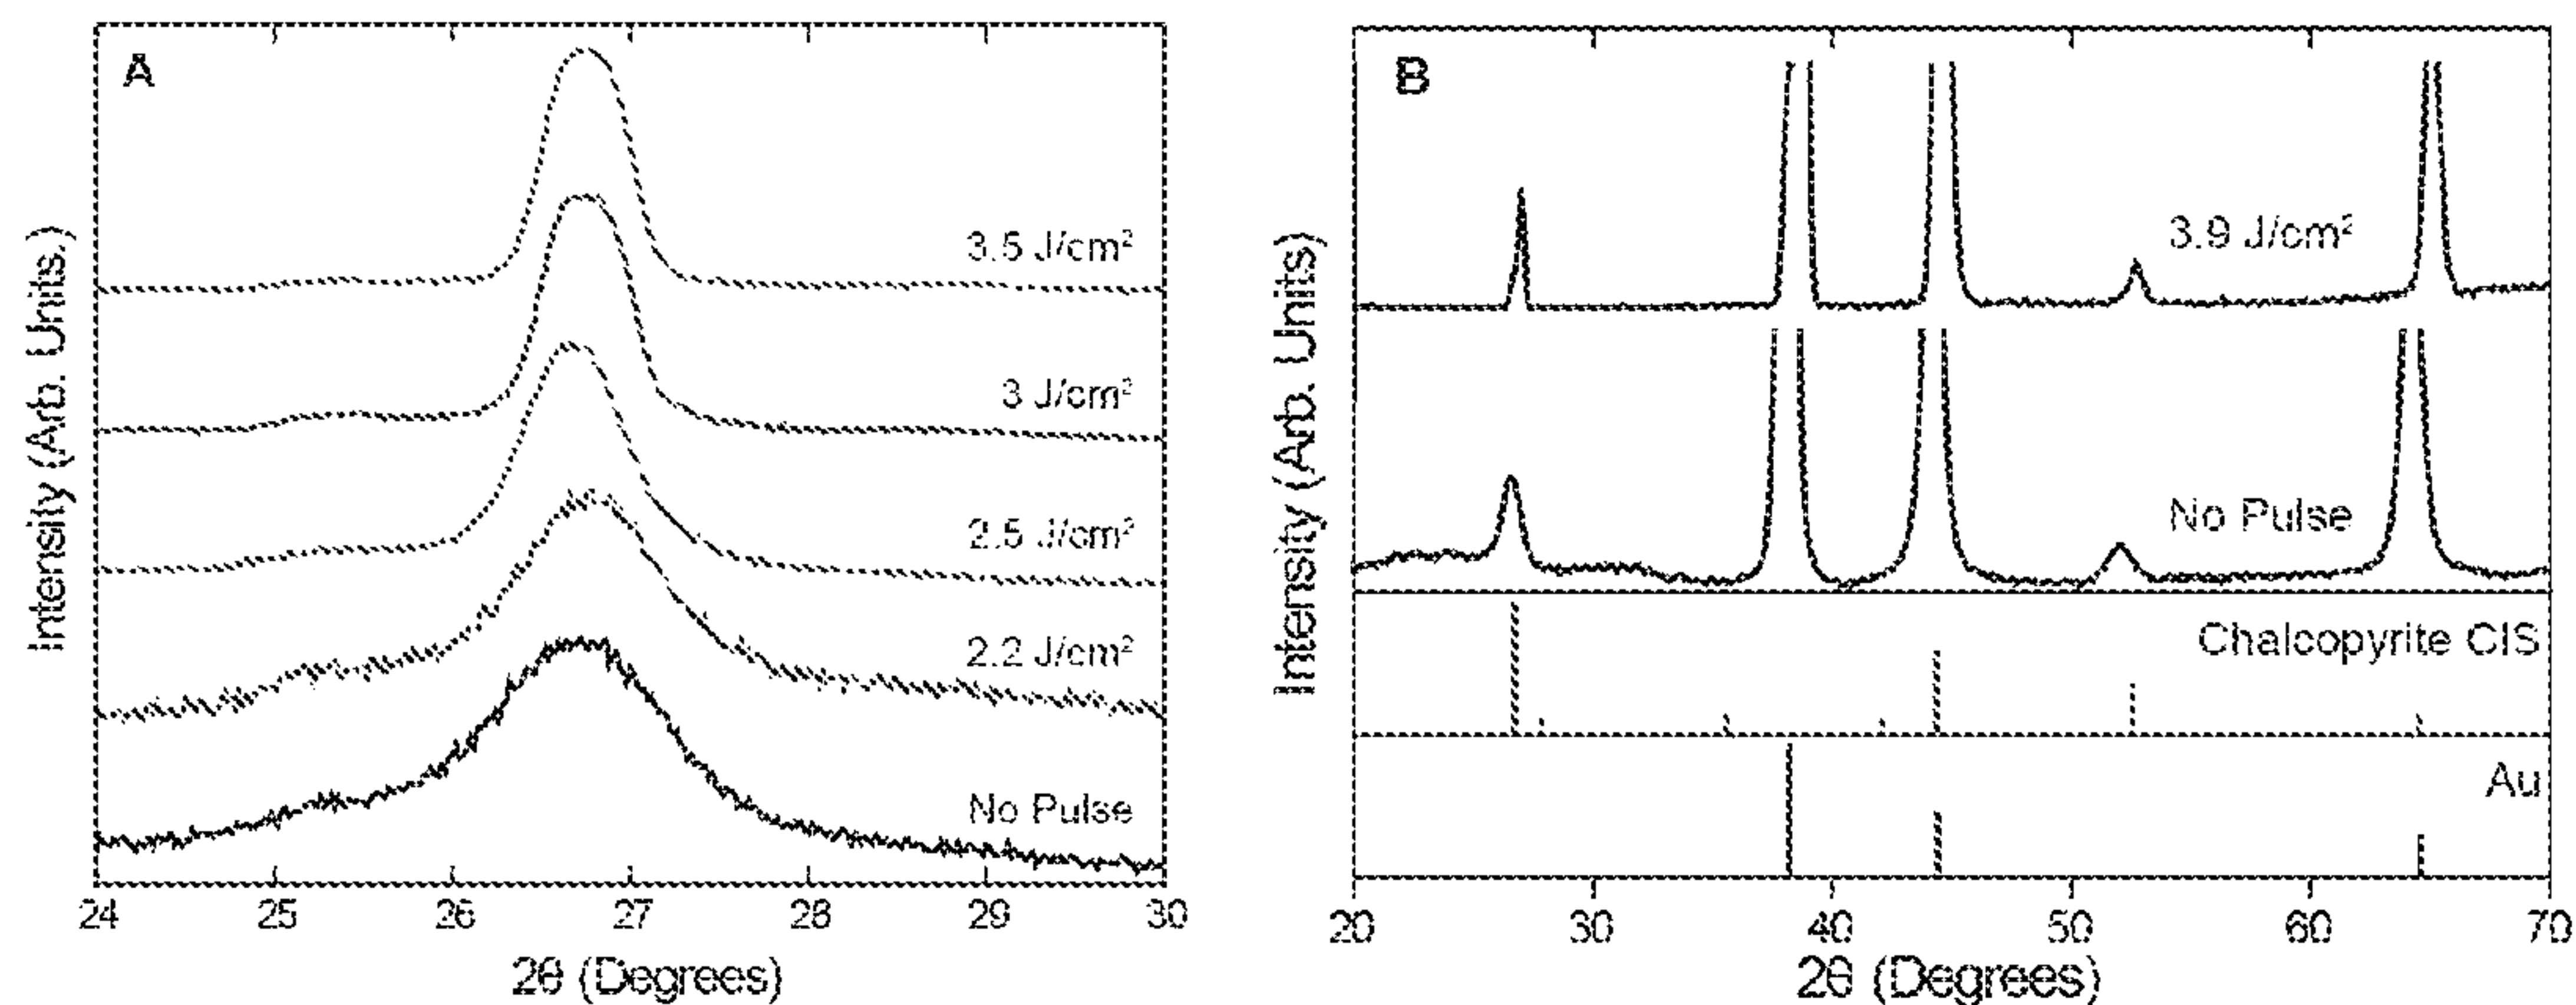 A
Intensity (Arb. Units.)
3.5 J/cm²
3 J/cm²
2.5 J/cm²
2.2 J/cm²
No Pulse
24 25 26 27 28 29 30
2θ (Degrees)
B
Intensity (Arb. Units)
3.9 J/cm²
No Pulse
Chalcopyrite CIS
Au
20 30 40 50 60 70
2θ (Degrees)